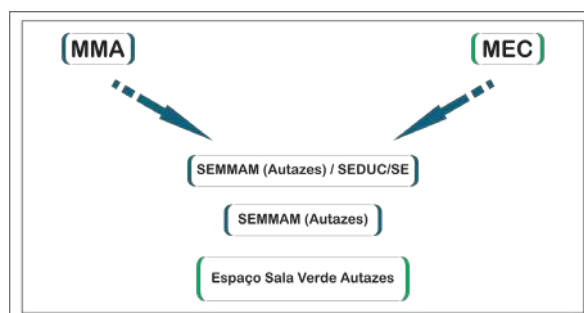 MMA
MEC
SEMMAM (Autazes) / SEDUC/SE
SEMMAM (Autazes)
Espaço Sala Verde Autazes